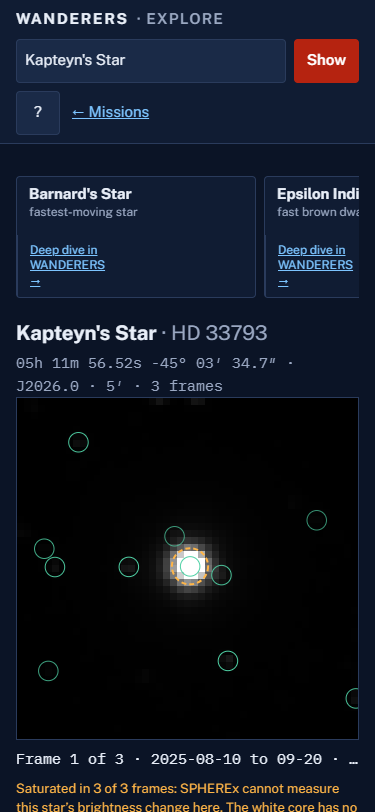 WANDERERS · EXPLORE
Kapteyn's Star
Show
?
← Missions
Barnard's Star
fastest-moving star
Deep dive in
WANDERERS
→
Epsilon Indi
fast brown dwa
Deep dive in
WANDERERS
→
Kapteyn's Star · HD 33793
05h 11m 56.52s -45° 03′ 34.7″ ·
J2026.0 · 5′ · 3 frames
Frame 1 of 3 · 2025-08-10 to 09-20 · …
Saturated in 3 of 3 frames: SPHEREx cannot measure
this star's brightness change here. The white core has no